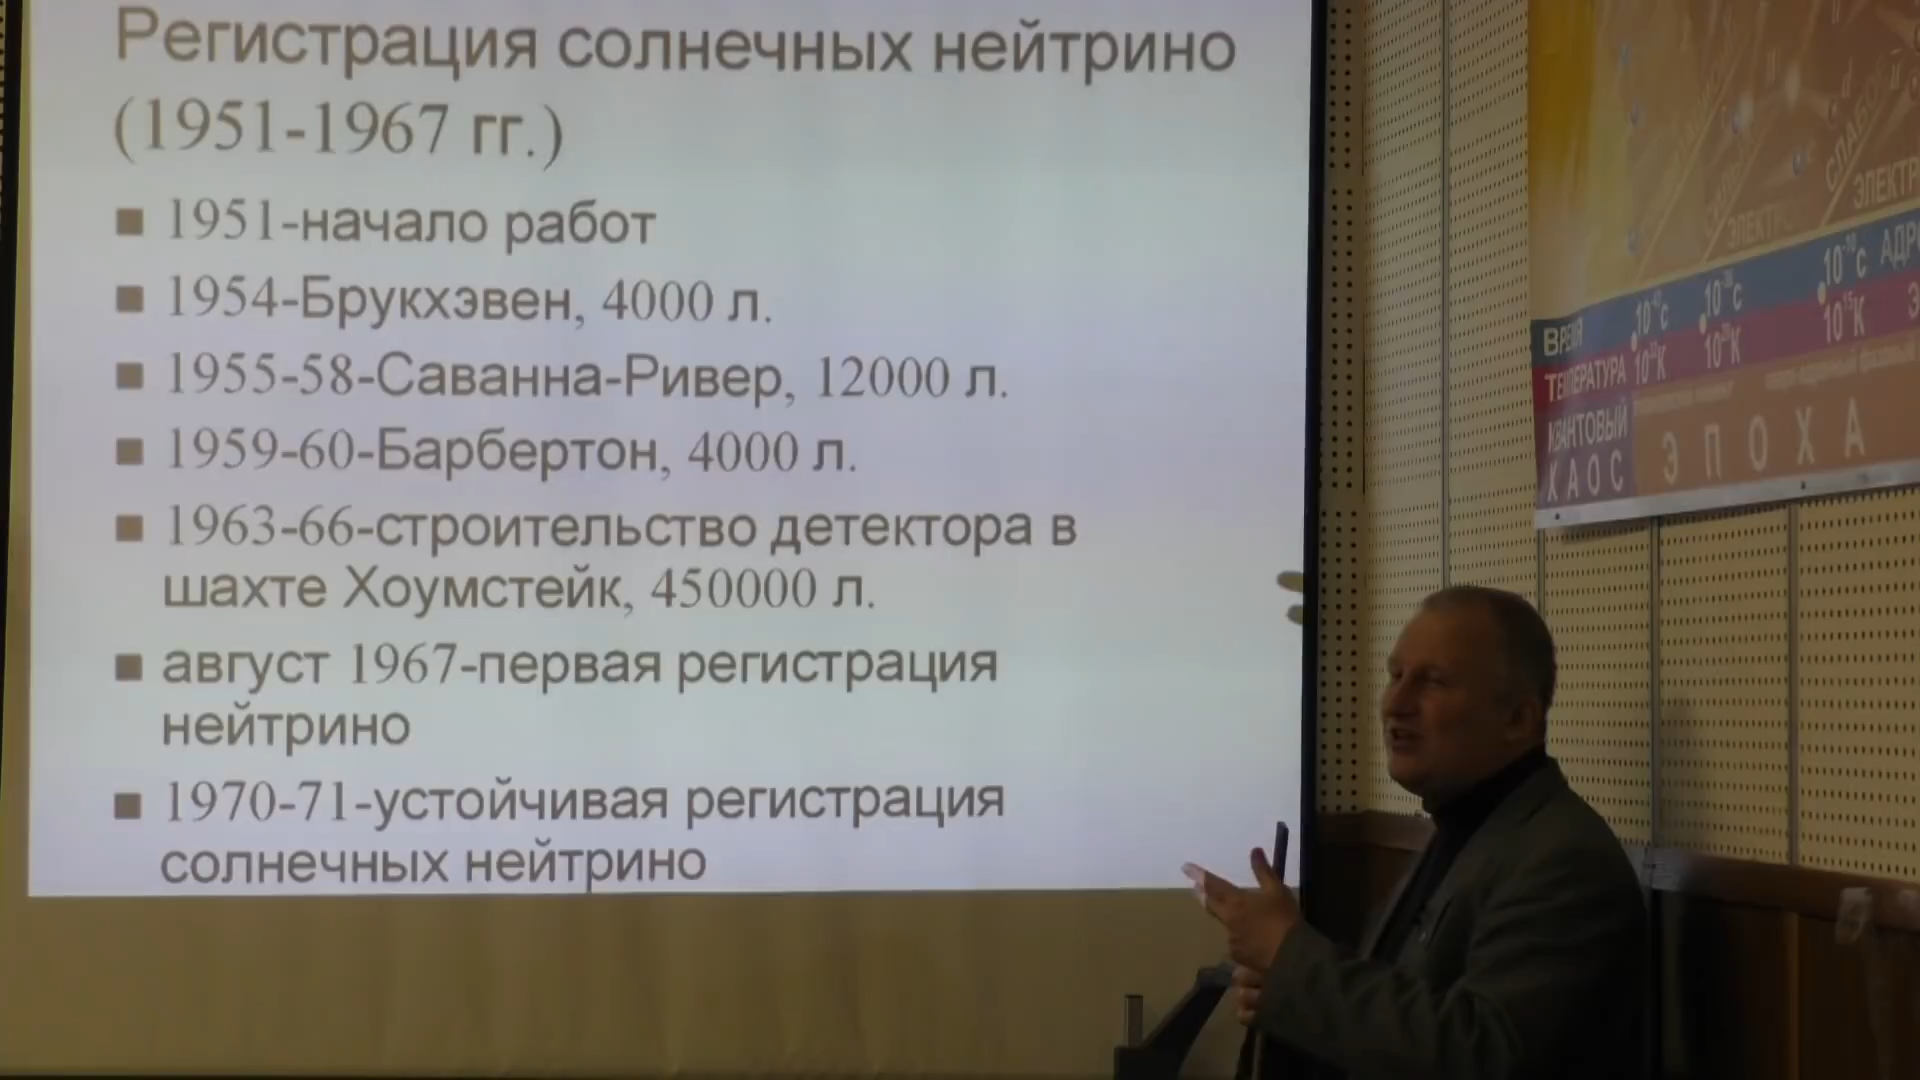 Регистрация солнечных нейтрино
(1951-1967 гг.)
■ 1951-начало работ
■ 1954-Брукхэвен, 4000 л.
■ 1955-58-Саванна-Ривер, 12000 л.
■ 1959-60-Барбертон, 4000 л.
■ 1963-66-строительство детектора в
шахте Хоумстейк, 450000 л.
■ август 1967-первая регистрация
нейтрино
■ 1970-71-устойчивая регистрация
солнечных нейтрино
ЭЛЕКТР
ВРЕМЯ
ТЕМПЕРАТУРА
КВАНТОВЫЙ
ХАОС
ЭПОХА